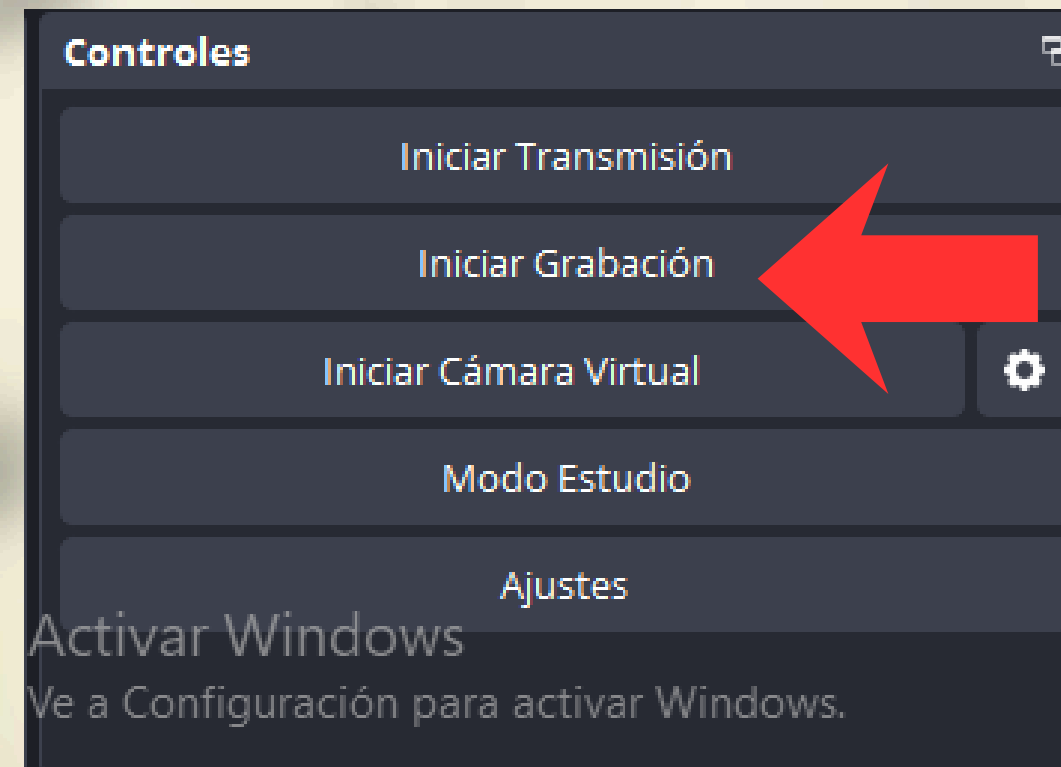 Controles
Iniciar Transmisión
Iniciar Grabación
Iniciar Cámara Virtual
Modo Estudio
Ajustes
Activar Windows
Ve a Configuración para activar Windows.